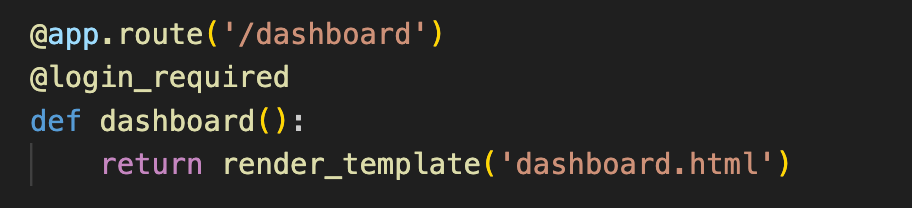 @app.route('/dashboard')
@login_required
def dashboard():
    return render_template('dashboard.html')